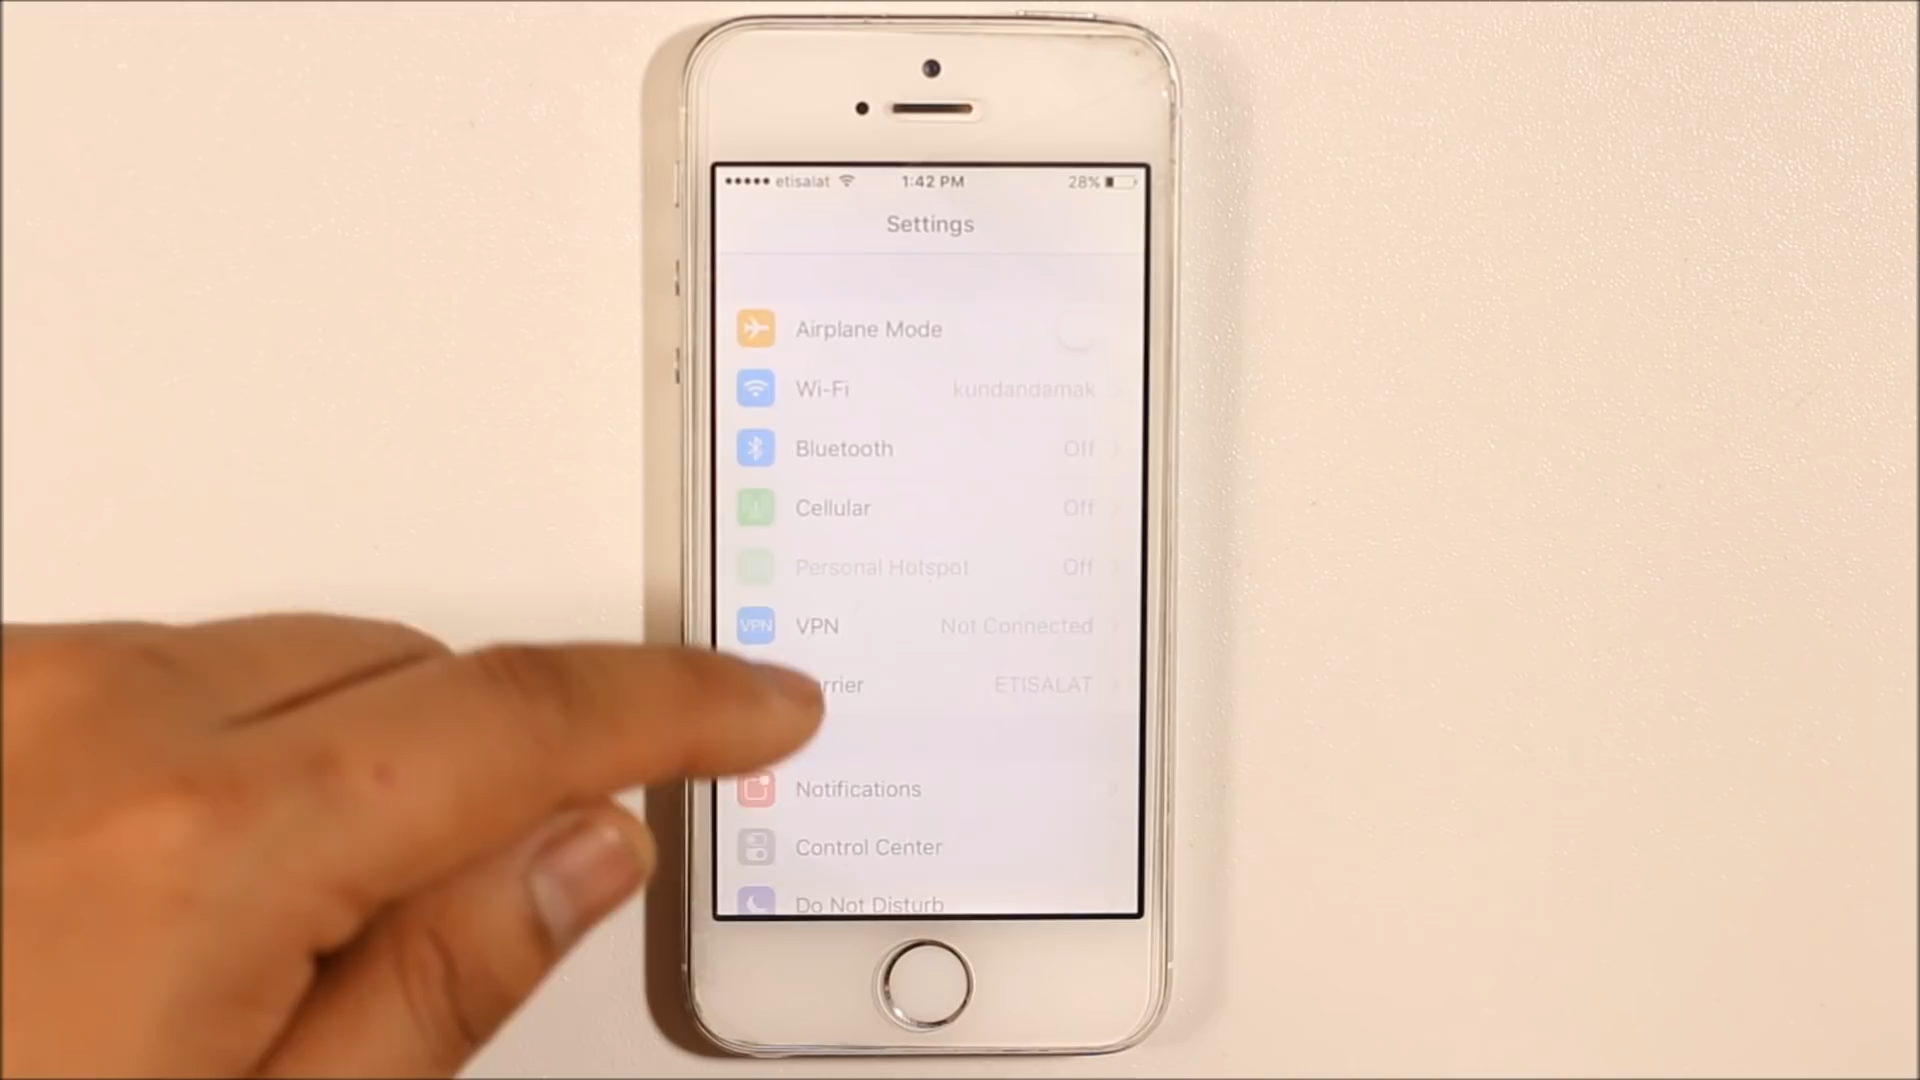 etisalat 1:42 PM 28%
Settings
Airplane Mode
Wi-Fi kundandamak
Bluetooth Off
Cellular Off
Personal Hotspot Off
VPN VPN Not Connected
rrier ETISALAT
Notifications
Control Center
Do Not Disturb